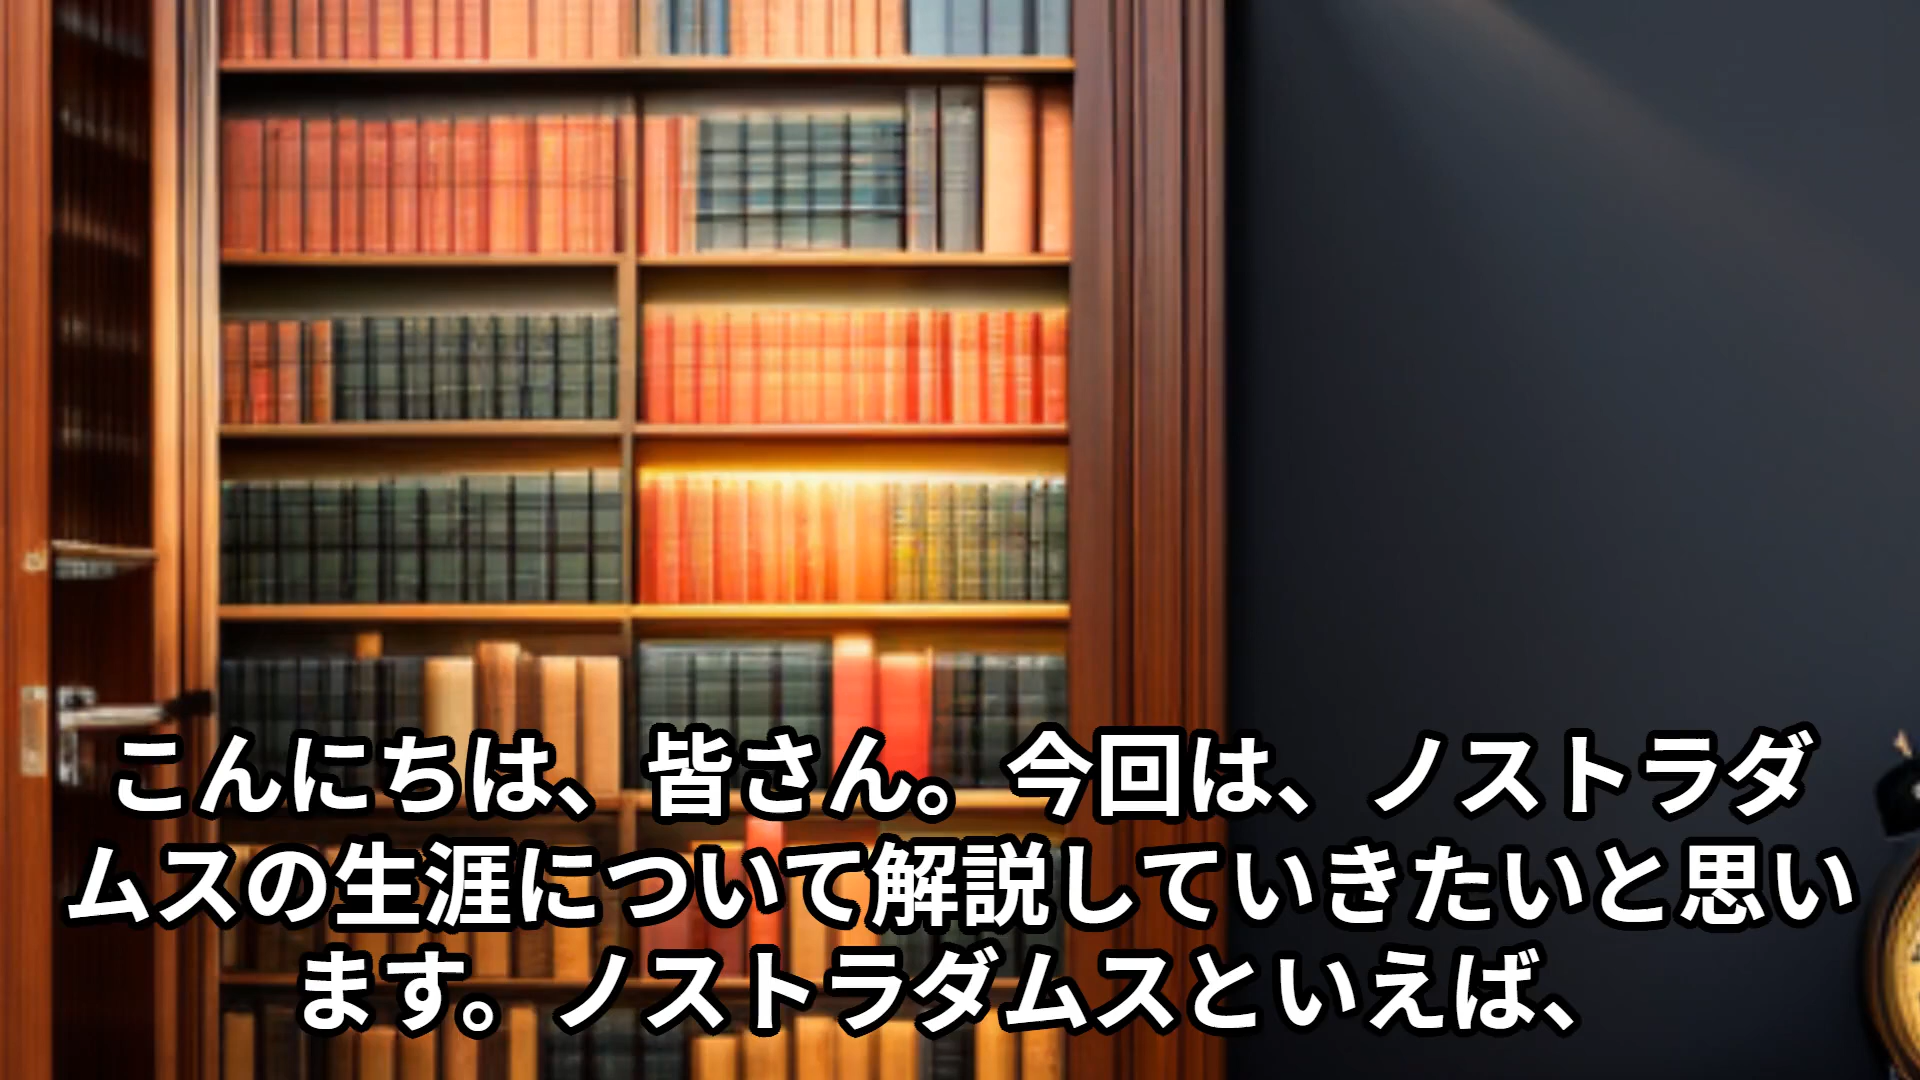 こんにちは、皆さん。今回は、ノストラダ
ムスの生涯について解説していきたいと思い
ます。ノストラダムスといえば、